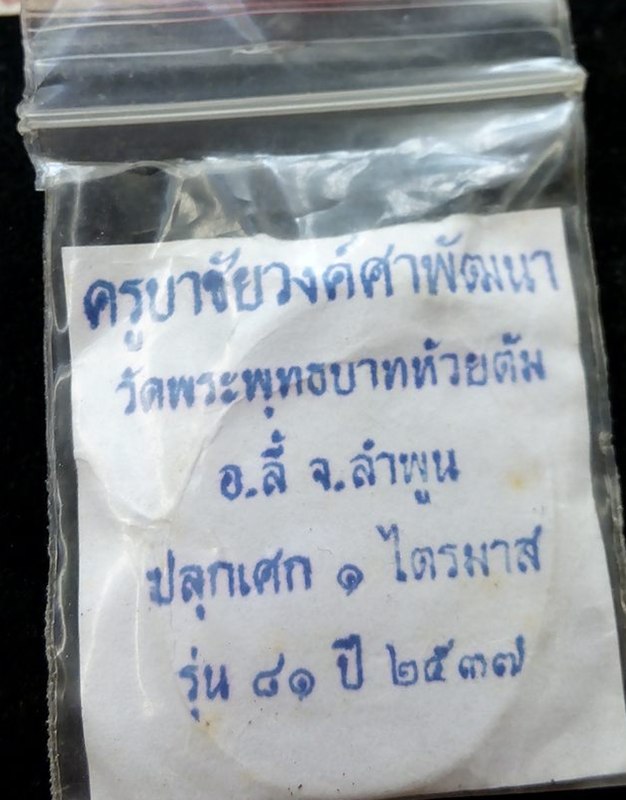 ครูบาชัยวงค์ศาพัฒนา
วัดพระพุทธบาทห้วยต้ม
อ.ลี้ จ.ลำพูน
ปลุกเศก ๑ ไตรมาส
รุ่น ๘๑ ปี ๒๕๓๗